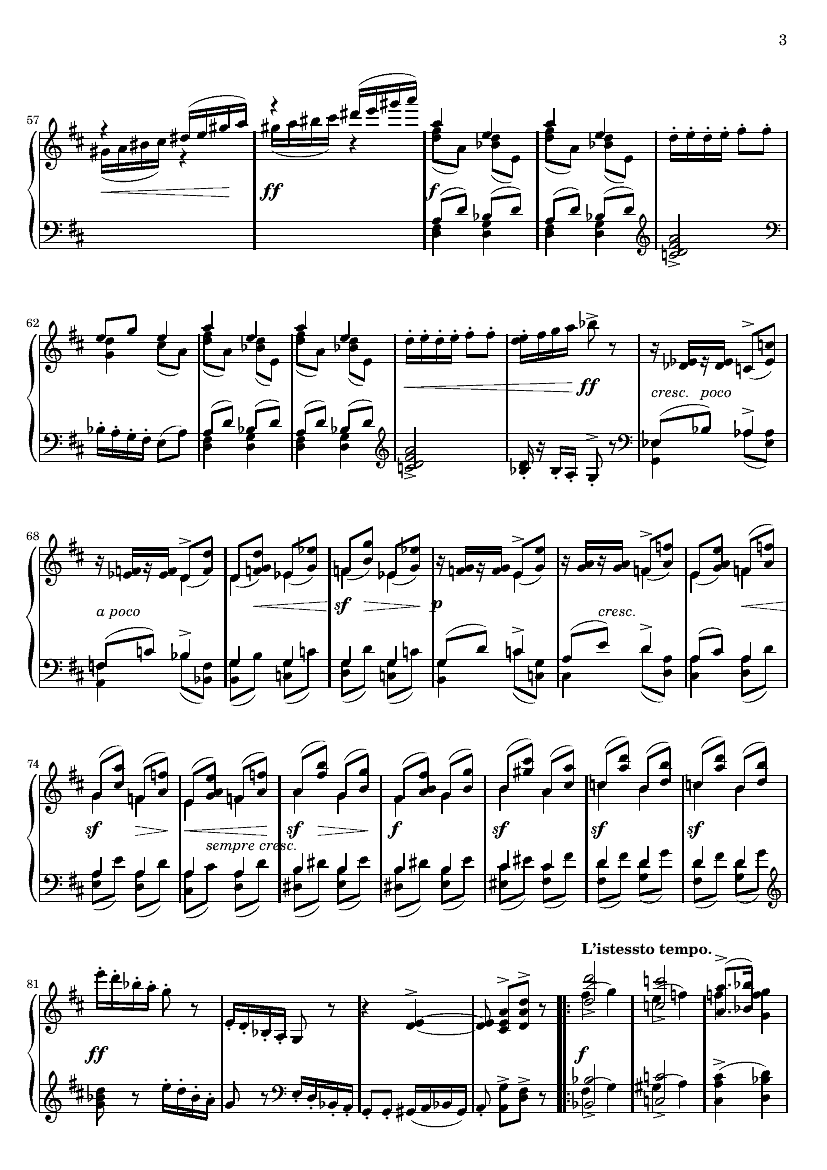 3
57
ff
f
62
ff
cresc. poco
68
a poco
sf
p
cresc.
74
sf
sf
f
sf
sf
sf
sempre cresc.
L'istessto tempo.
81
ff
f